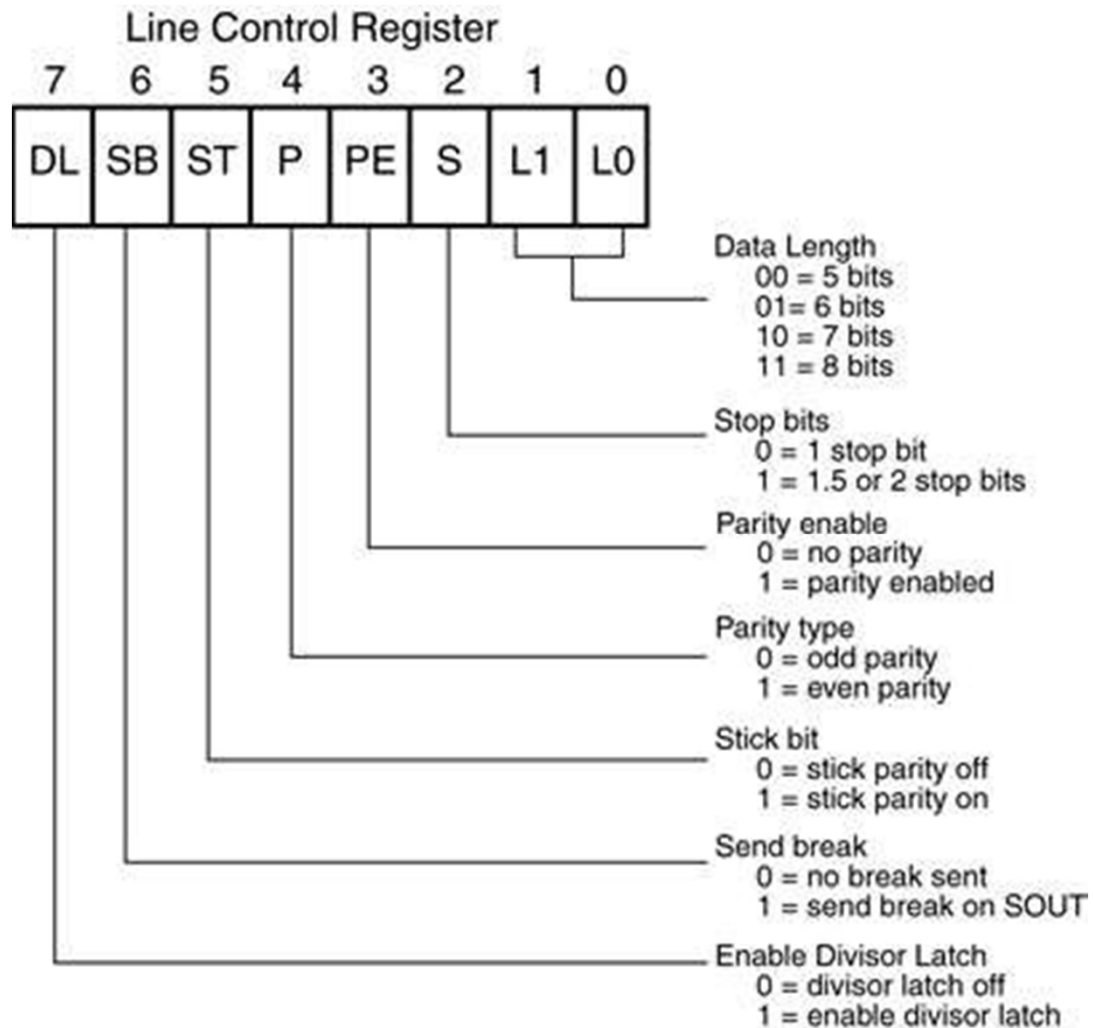 Line Control Register
7 6 5 4 3 2 1 0
DL SB ST P PE S L1 L0
Data Length
00 = 5 bits
01= 6 bits
10 = 7 bits
11 = 8 bits
Stop bits
0 = 1 stop bit
1 = 1.5 or 2 stop bits
Parity enable
0 = no parity
1 = parity enabled
Parity type
0 = odd parity
1 = even parity
Stick bit
0 = stick parity off
1 = stick parity on
Send break
0 = no break sent
1 = send break on SOUT
Enable Divisor Latch
0 = divisor latch off
1 = enable divisor latch